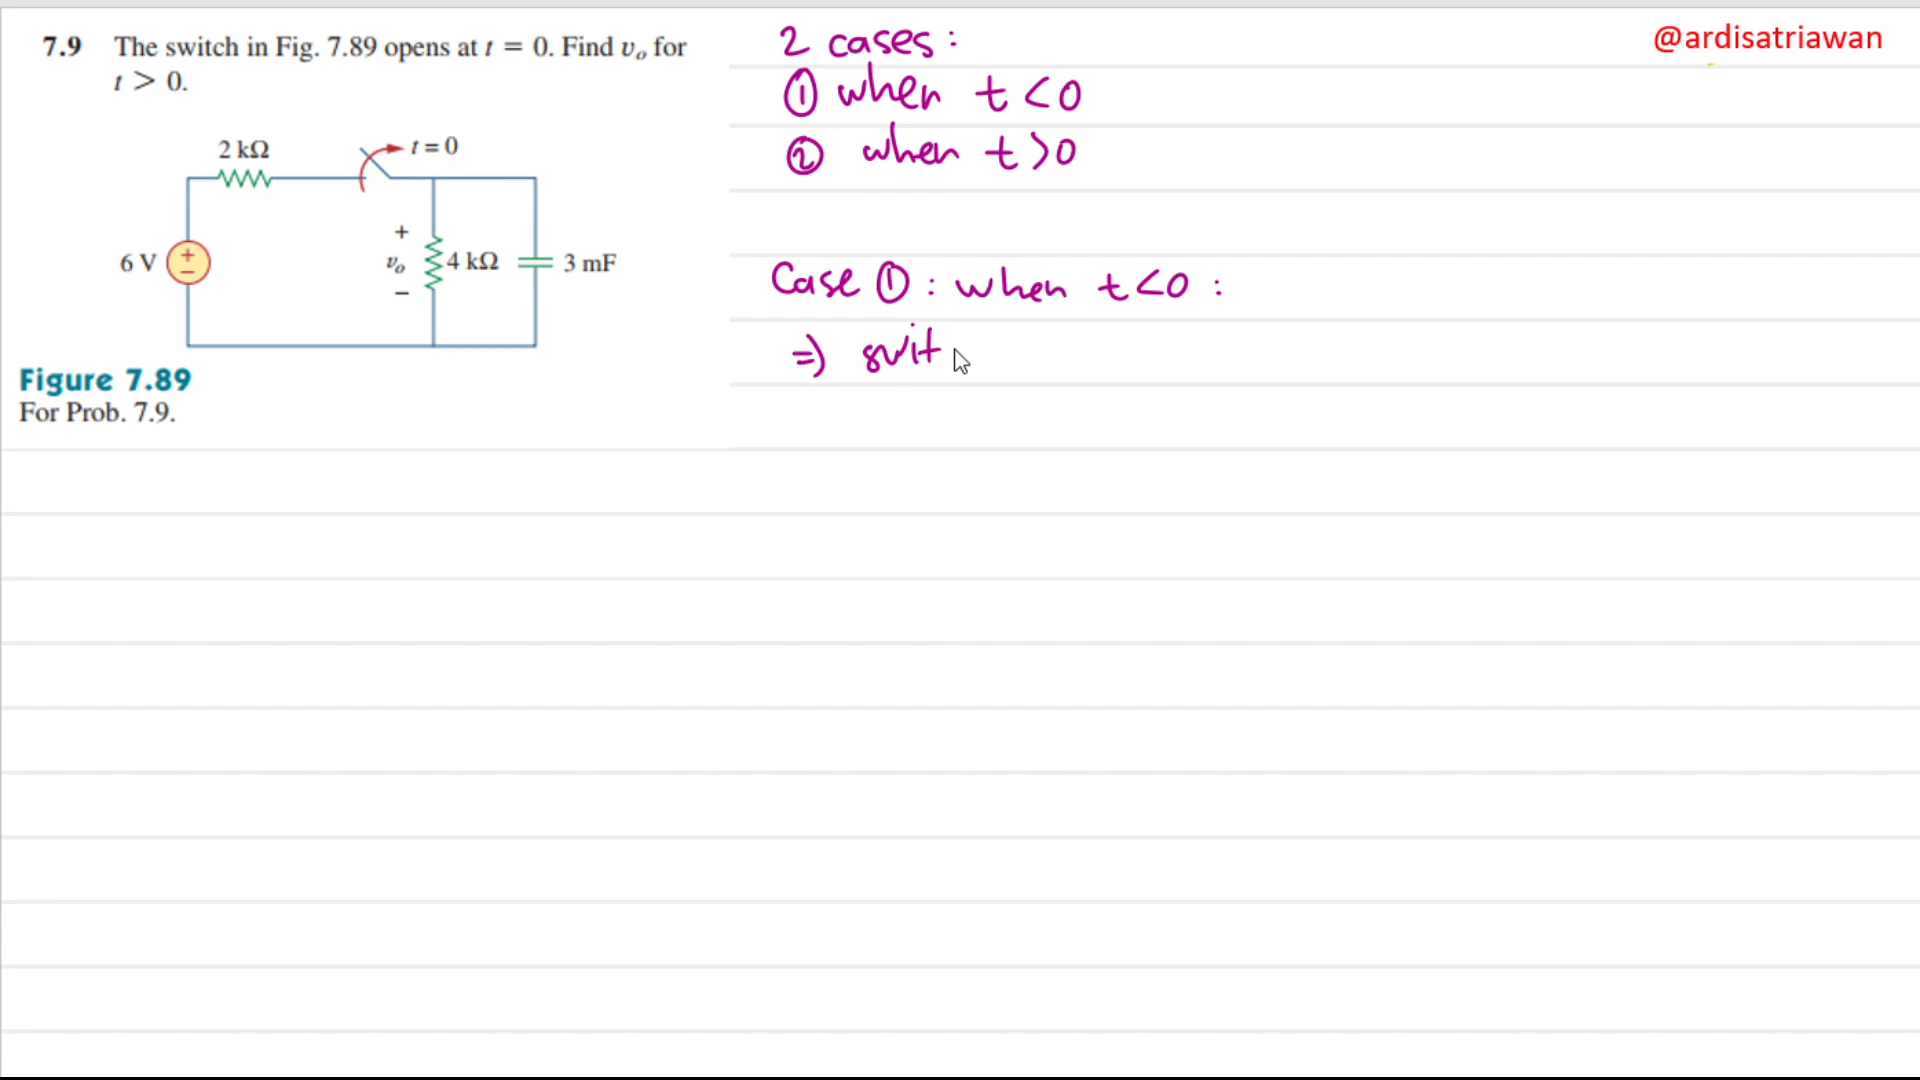 7.9 The switch in Fig. 7.89 opens at t = 0. Find vo for
t > 0.
2 kΩ
t = 0
6 V
+
−
+
vo
−
4 kΩ
3 mF
Figure 7.89
For Prob. 7.9.
2 cases:
① when t < 0
② when t > 0
Case ①: when t < 0 :
⇒ swit
@ardisatriawan